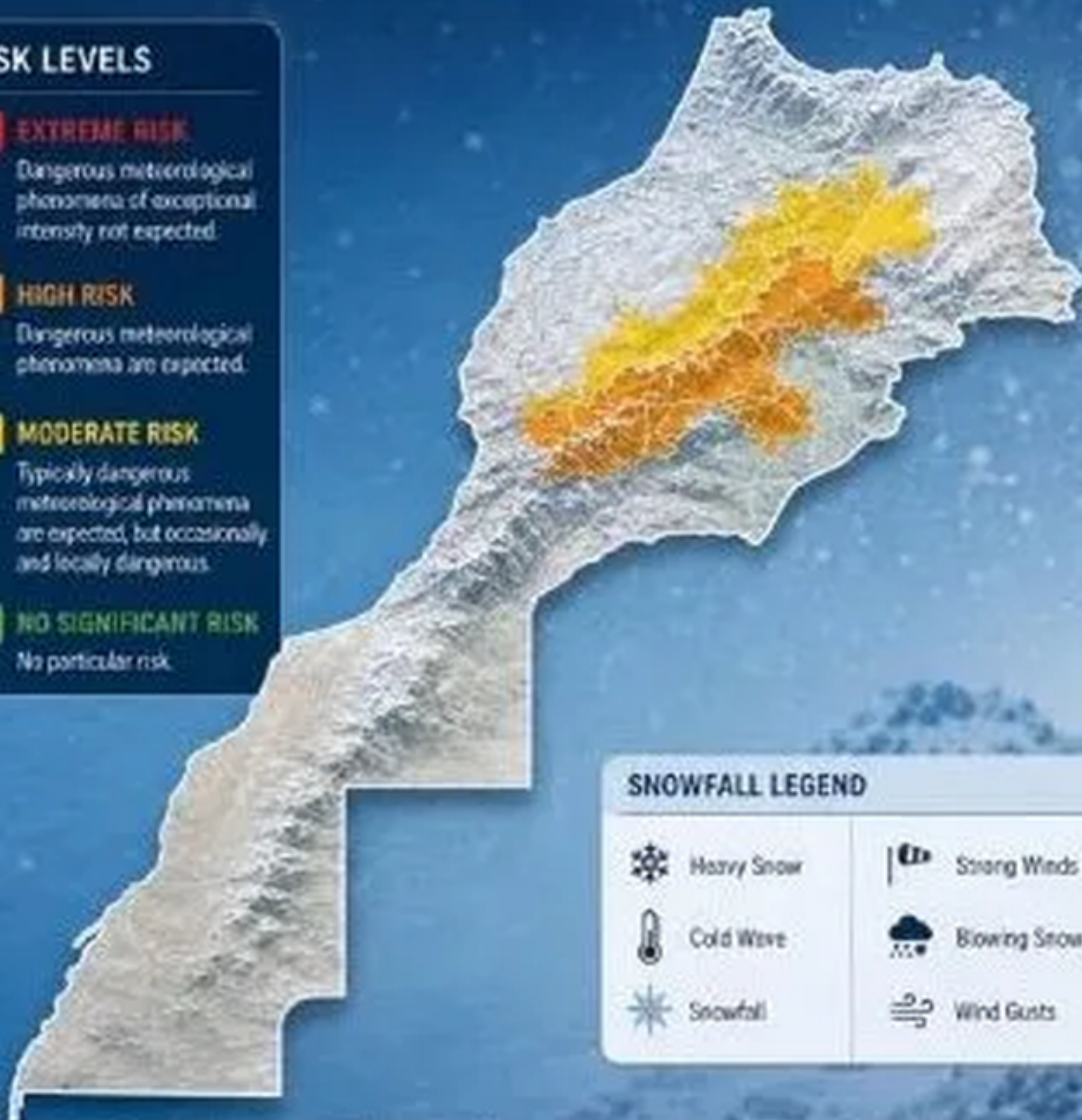 SK LEVELS
EXTREME RISK
Dangerous meteorological
phenomena of exceptional
intensity not expected.
HIGH RISK
Dangerous meteorological
phenomena are expected.
MODERATE RISK
Typically dangerous
meteorological phenomena
are expected, but occasionally
and locally dangerous.
NO SIGNIFICANT RISK
No particular risk.
SNOWFALL LEGEND
Heavy Snow
Strong Winds
Cold Wave
Blowing Snow
Snowfall
Wind Gusts